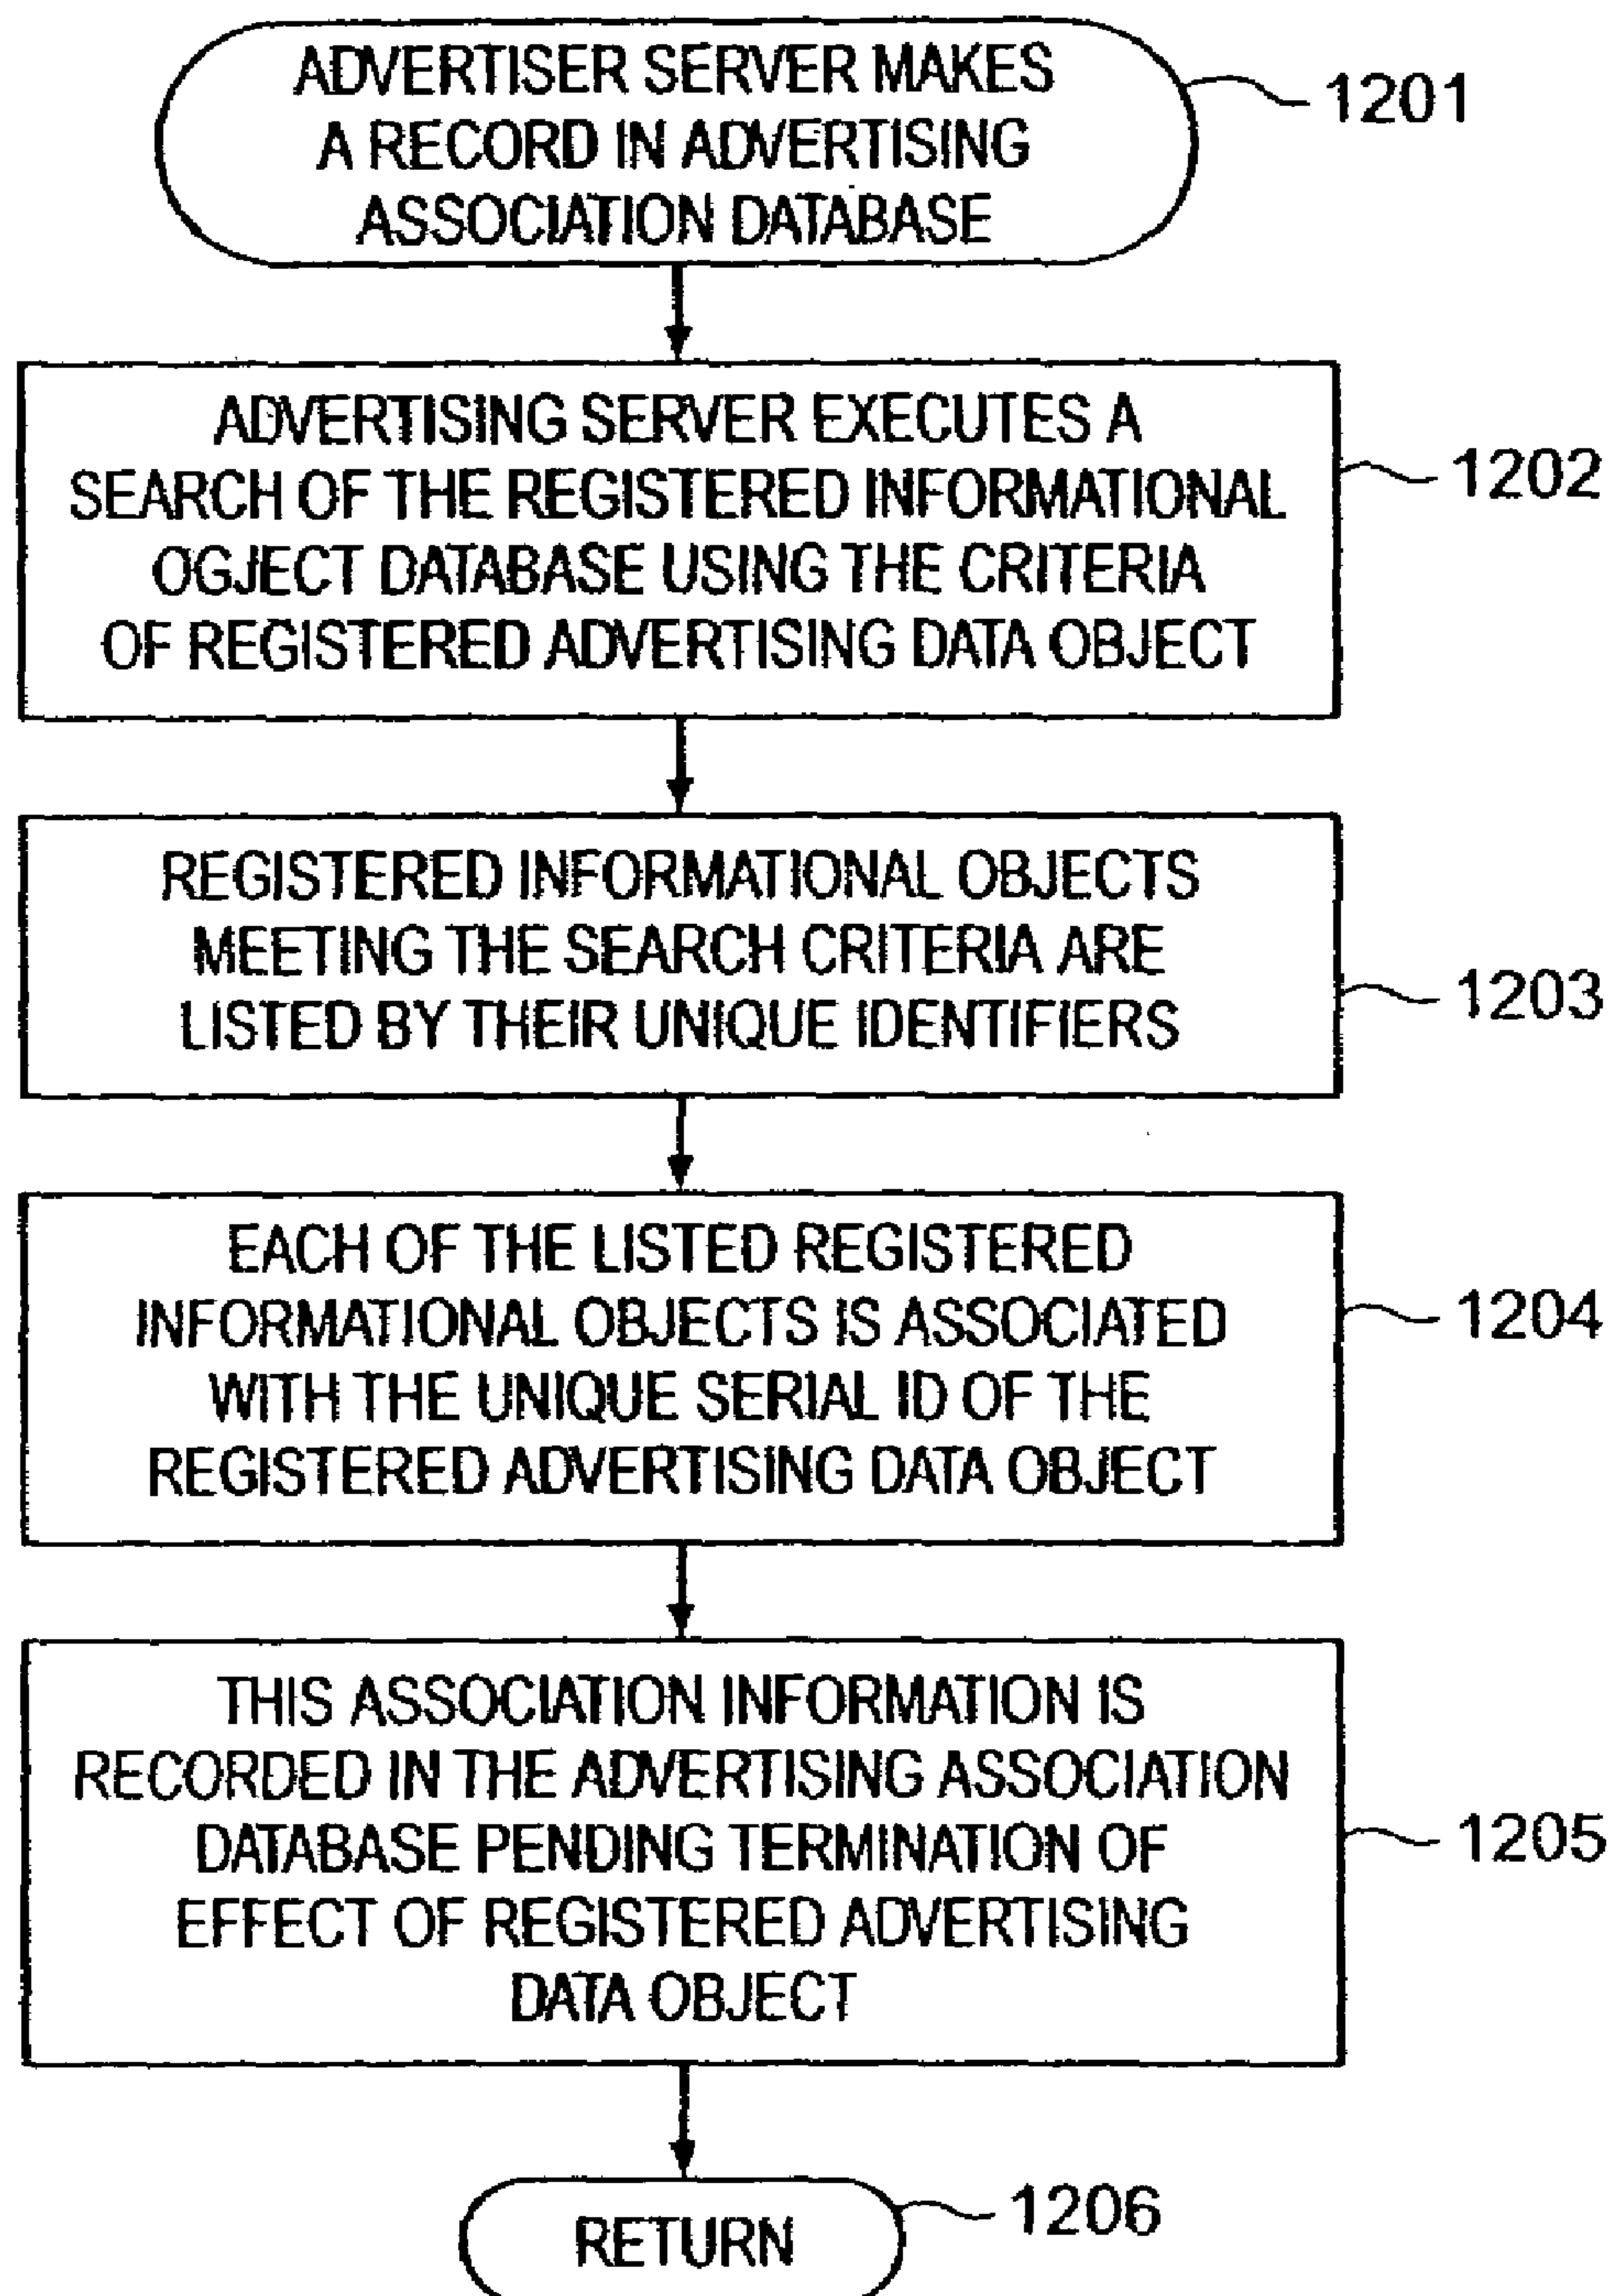 ADVERTISER SERVER MAKES
A RECORD IN ADVERTISING
ASSOCIATION DATABASE
1201
ADVERTISING SERVER EXECUTES A
SEARCH OF THE REGISTERED INFORMATIONAL
OGJECT DATABASE USING THE CRITERIA
OF REGISTERED ADVERTISING DATA OBJECT
1202
REGISTERED INFORMATIONAL OBJECTS
MEETING THE SEARCH CRITERIA ARE
LISTED BY THEIR UNIQUE IDENTIFIERS
1203
EACH OF THE LISTED REGISTERED
INFORMATIONAL OBJECTS IS ASSOCIATED
WITH THE UNIQUE SERIAL ID OF THE
REGISTERED ADVERTISING DATA OBJECT
1204
THIS ASSOCIATION INFORMATION IS
RECORDED IN THE ADVERTISING ASSOCIATION
DATABASE PENDING TERMINATION OF
EFFECT OF REGISTERED ADVERTISING
DATA OBJECT
1205
RETURN
1206